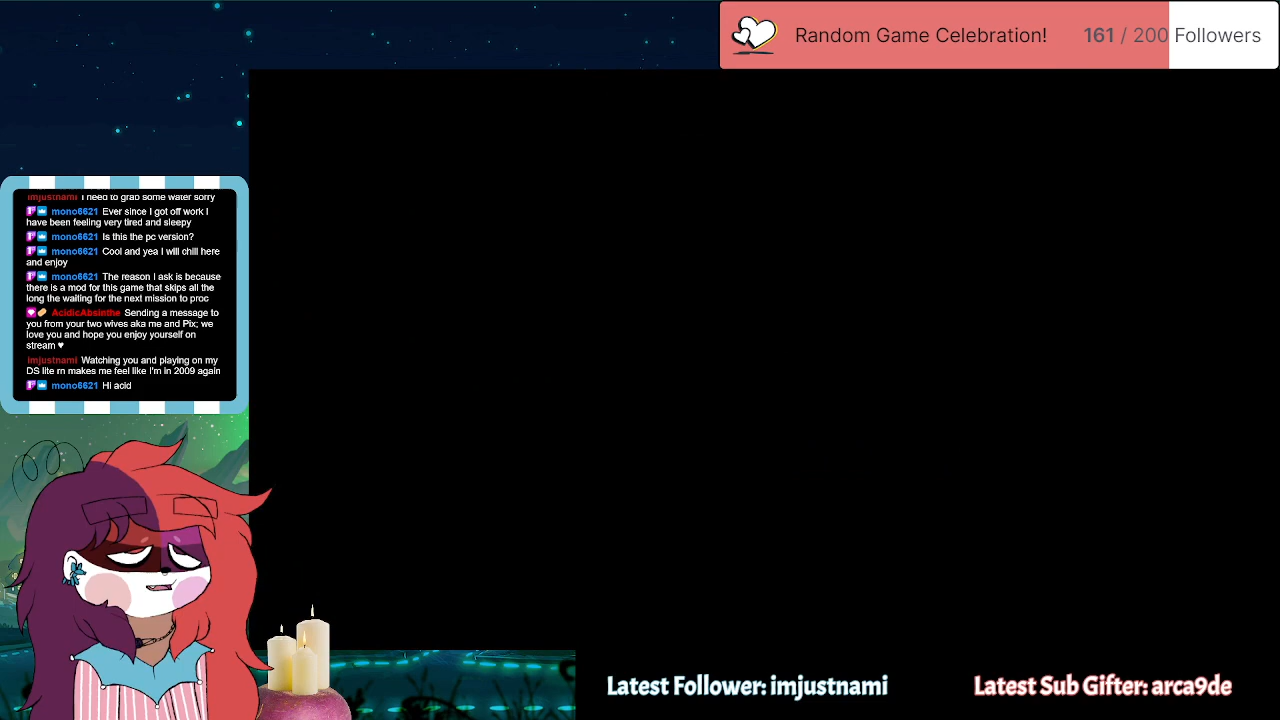 Random Game Celebration! 161 / 200 Followers
imjustnami I need to grab some water sorry
mono6621 Ever since I got off work I
have been feeling very tired and sleepy
mono6621 Is this the pc version?
mono6621 Cool and yea I will chill here
and enjoy
mono6621 The reason I ask is because
there is a mod for this game that skips all the
long the waiting for the next mission to proc
AcidicAbsinthe Sending a message to
you from your two wives aka me and Pix; we
love you and hope you enjoy yourself on
stream ♥
imjustnami Watching you and playing on my
DS lite rn makes me feel like I'm in 2009 again
mono6621 Hi acid
Latest Follower: imjustnami
Latest Sub Gifter: arca9de